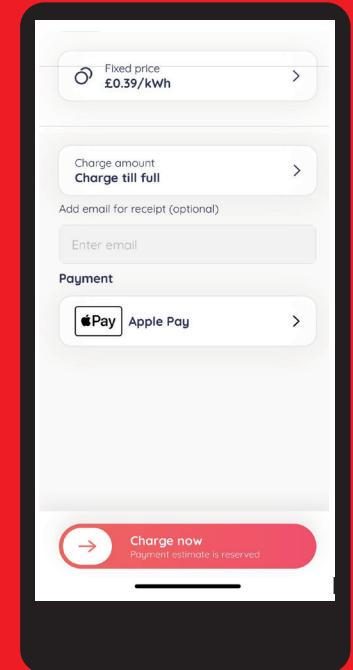 Fixed price
£0.39/kWh
Charge amount
Charge till full
Add email for receipt (optional)
Enter email
Payment
Pay Apple Pay
Charge now
Payment estimate is reserved